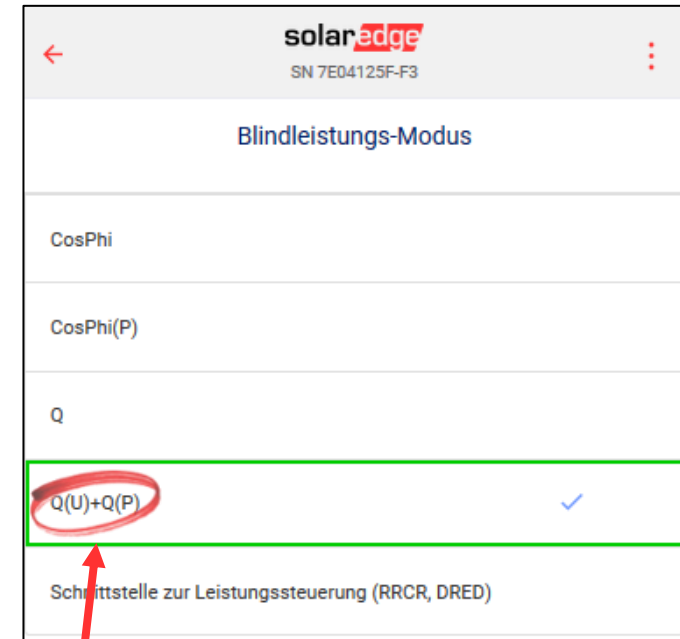 solaredge
SN 7E04125F-F3
Blindleistungs-Modus
CosPhi
CosPhi(P)
Q
Q(U)+Q(P)
Schnittstelle zur Leistungssteuerung (RRCR, DRED)